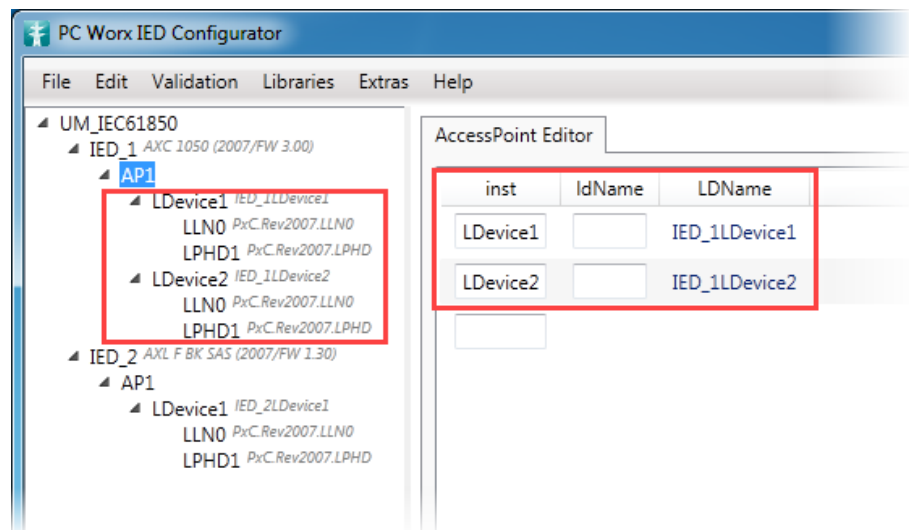 PC Worx IED Configurator
File Edit Validation Libraries Extras Help
UM_IEC61850
IED_1 AXC 1050 (2007/FW 3.00)
AP1
LDevice1 IED_1LDevice1
LLN0 PxC.Rev2007.LLN0
LPHD1 PxC.Rev2007.LPHD
LDevice2 IED_1LDevice2
LLN0 PxC.Rev2007.LLN0
LPHD1 PxC.Rev2007.LPHD
IED_2 AXL F BK SAS (2007/FW 1.30)
AP1
LDevice1 IED_2LDevice1
LLN0 PxC.Rev2007.LLN0
LPHD1 PxC.Rev2007.LPHD
AccessPoint Editor
inst ldName LDName
LDevice1 IED_1LDevice1
LDevice2 IED_1LDevice2